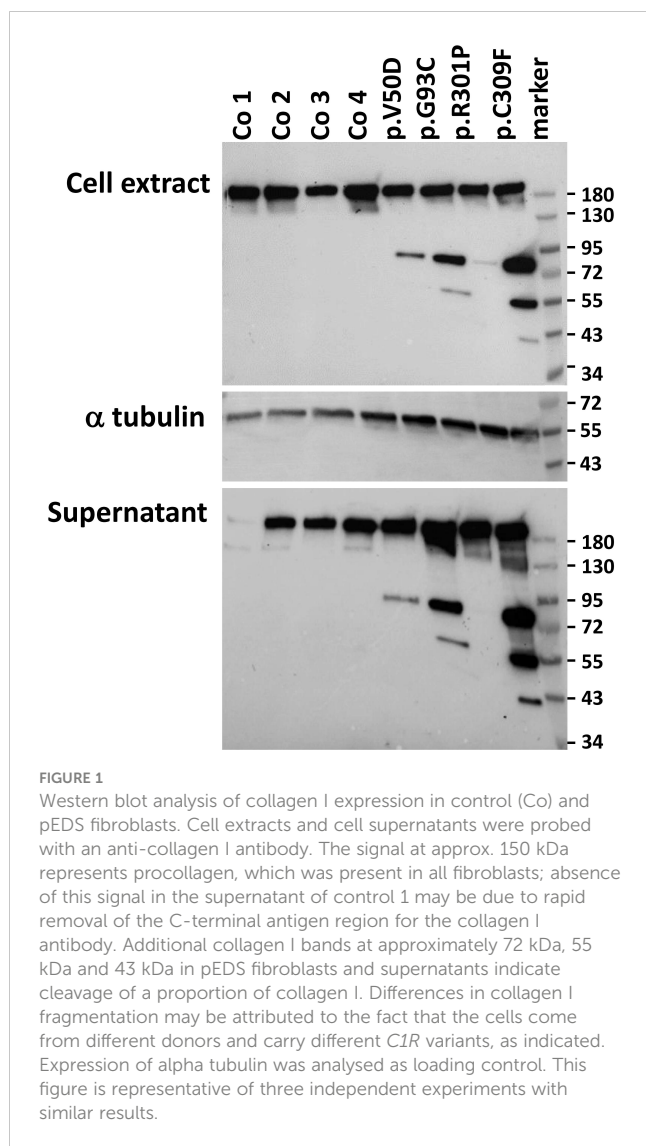 Co 1 Co 2 Co 3 Co 4 p.V50D p.G93C p.R301P p.C309F marker
Cell extract
180
130
95
72
55
43
34
α tubulin
72
55
43
Supernatant
180
130
95
72
55
43
34
FIGURE 1
Western blot analysis of collagen I expression in control (Co) and
pEDS fibroblasts. Cell extracts and cell supernatants were probed
with an anti-collagen I antibody. The signal at approx. 150 kDa
represents procollagen, which was present in all fibroblasts; absence
of this signal in the supernatant of control 1 may be due to rapid
removal of the C-terminal antigen region for the collagen I
antibody. Additional collagen I bands at approximately 72 kDa, 55
kDa and 43 kDa in pEDS fibroblasts and supernatants indicate
cleavage of a proportion of collagen I. Differences in collagen I
fragmentation may be attributed to the fact that the cells come
from different donors and carry different C1R variants, as indicated.
Expression of alpha tubulin was analysed as loading control. This
figure is representative of three independent experiments with
similar results.